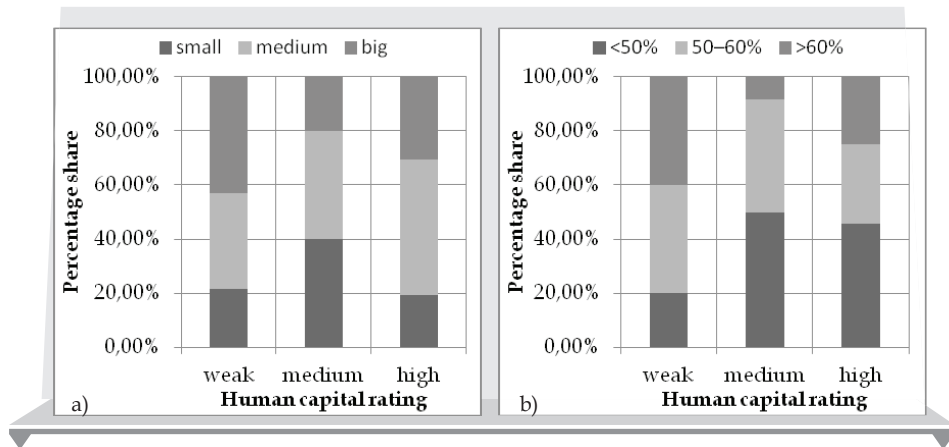 small medium big
Percentage share
100,00%
80,00%
60,00%
40,00%
20,00%
0,00%
weak medium high
Human capital rating
a)
<50% 50–60% >60%
Percentage share
100,00%
80,00%
60,00%
40,00%
20,00%
0,00%
weak medium high
Human capital rating
b)